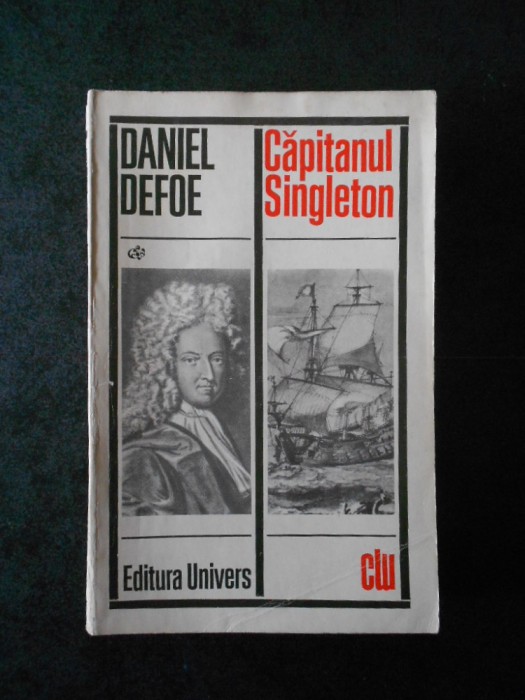 DANIEL
DEFOE
Căpitanul
Singleton
Editura Univers
clu